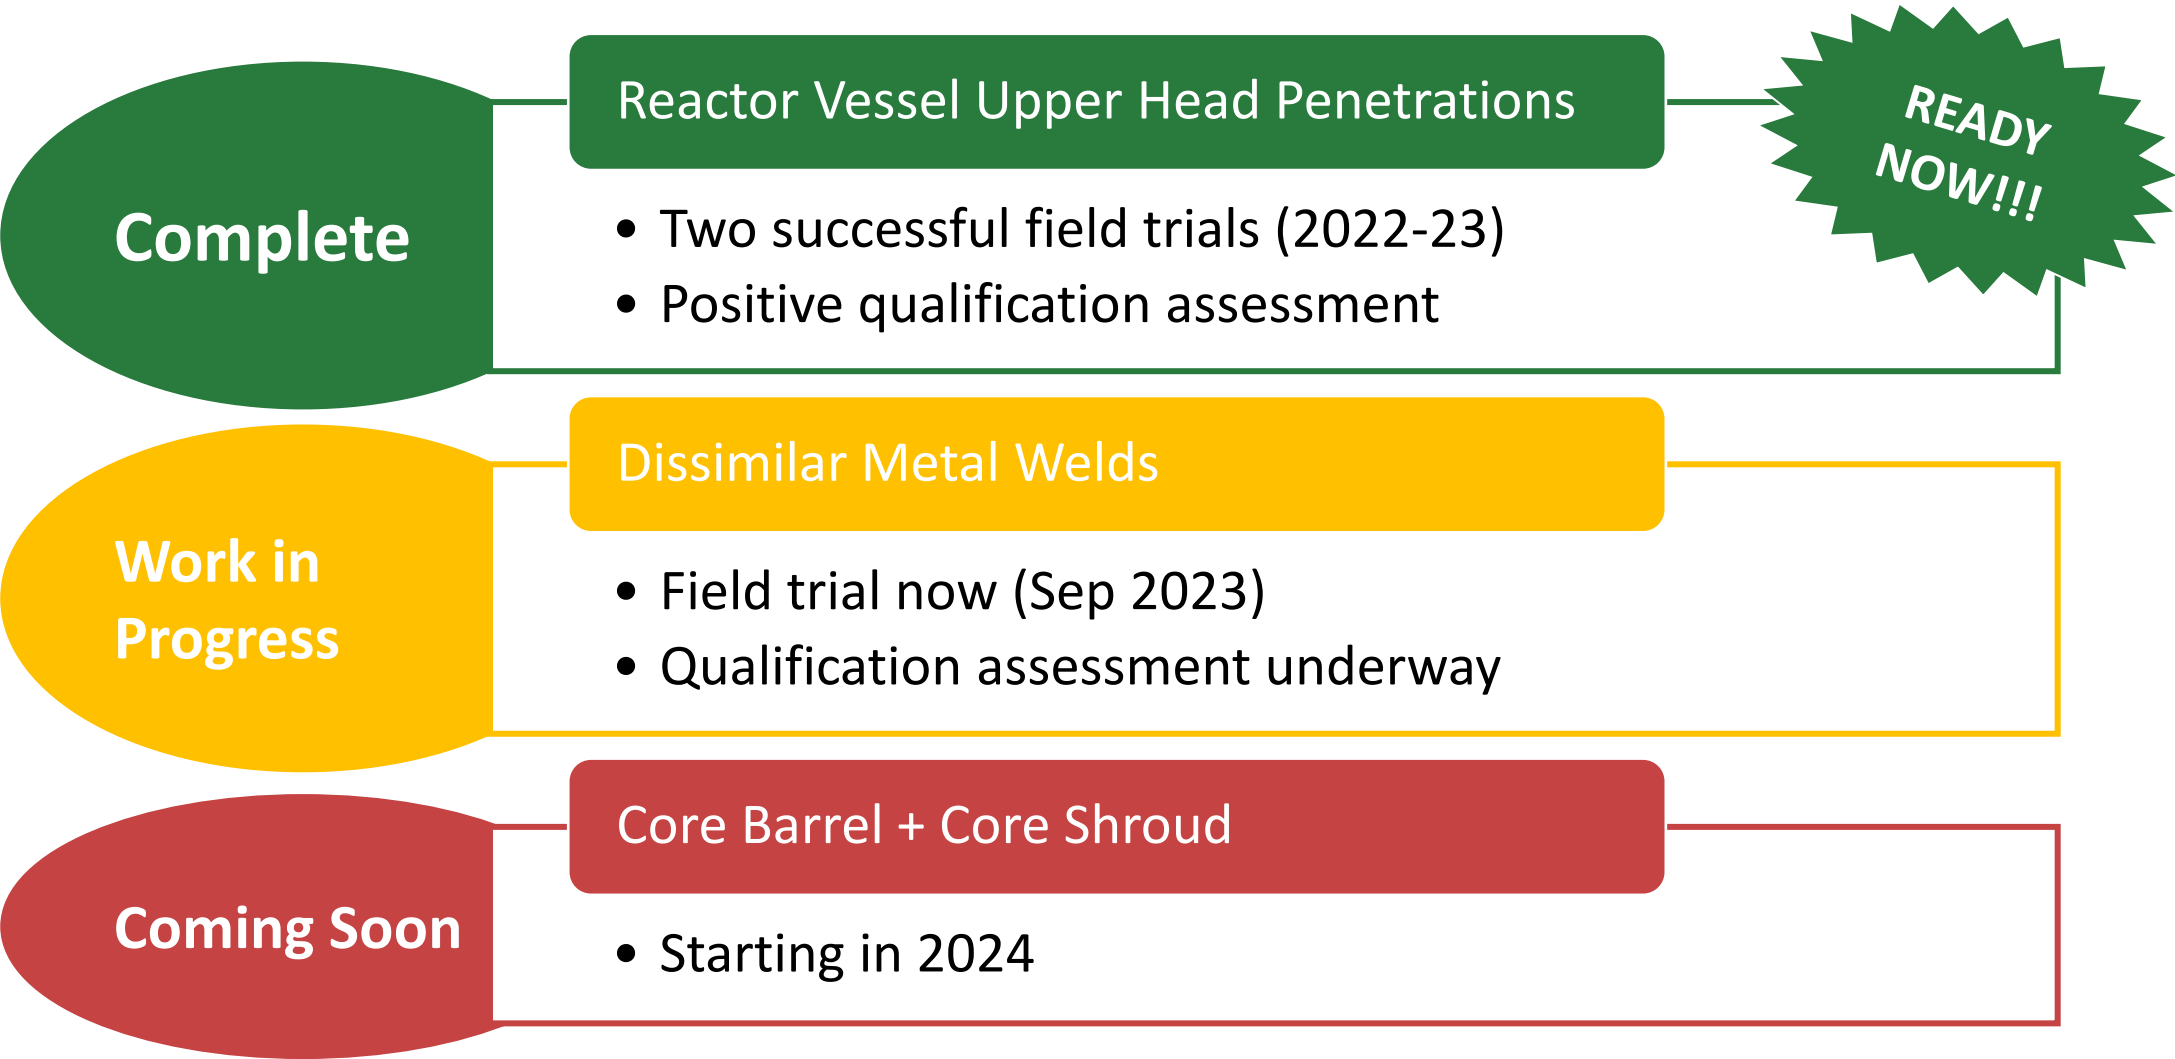 Complete
Reactor Vessel Upper Head Penetrations
READY
NOW!!!
• Two successful field trials (2022-23)
• Positive qualification assessment
Work in
Progress
Dissimilar Metal Welds
• Field trial now (Sep 2023)
• Qualification assessment underway
Coming Soon
Core Barrel + Core Shroud
• Starting in 2024